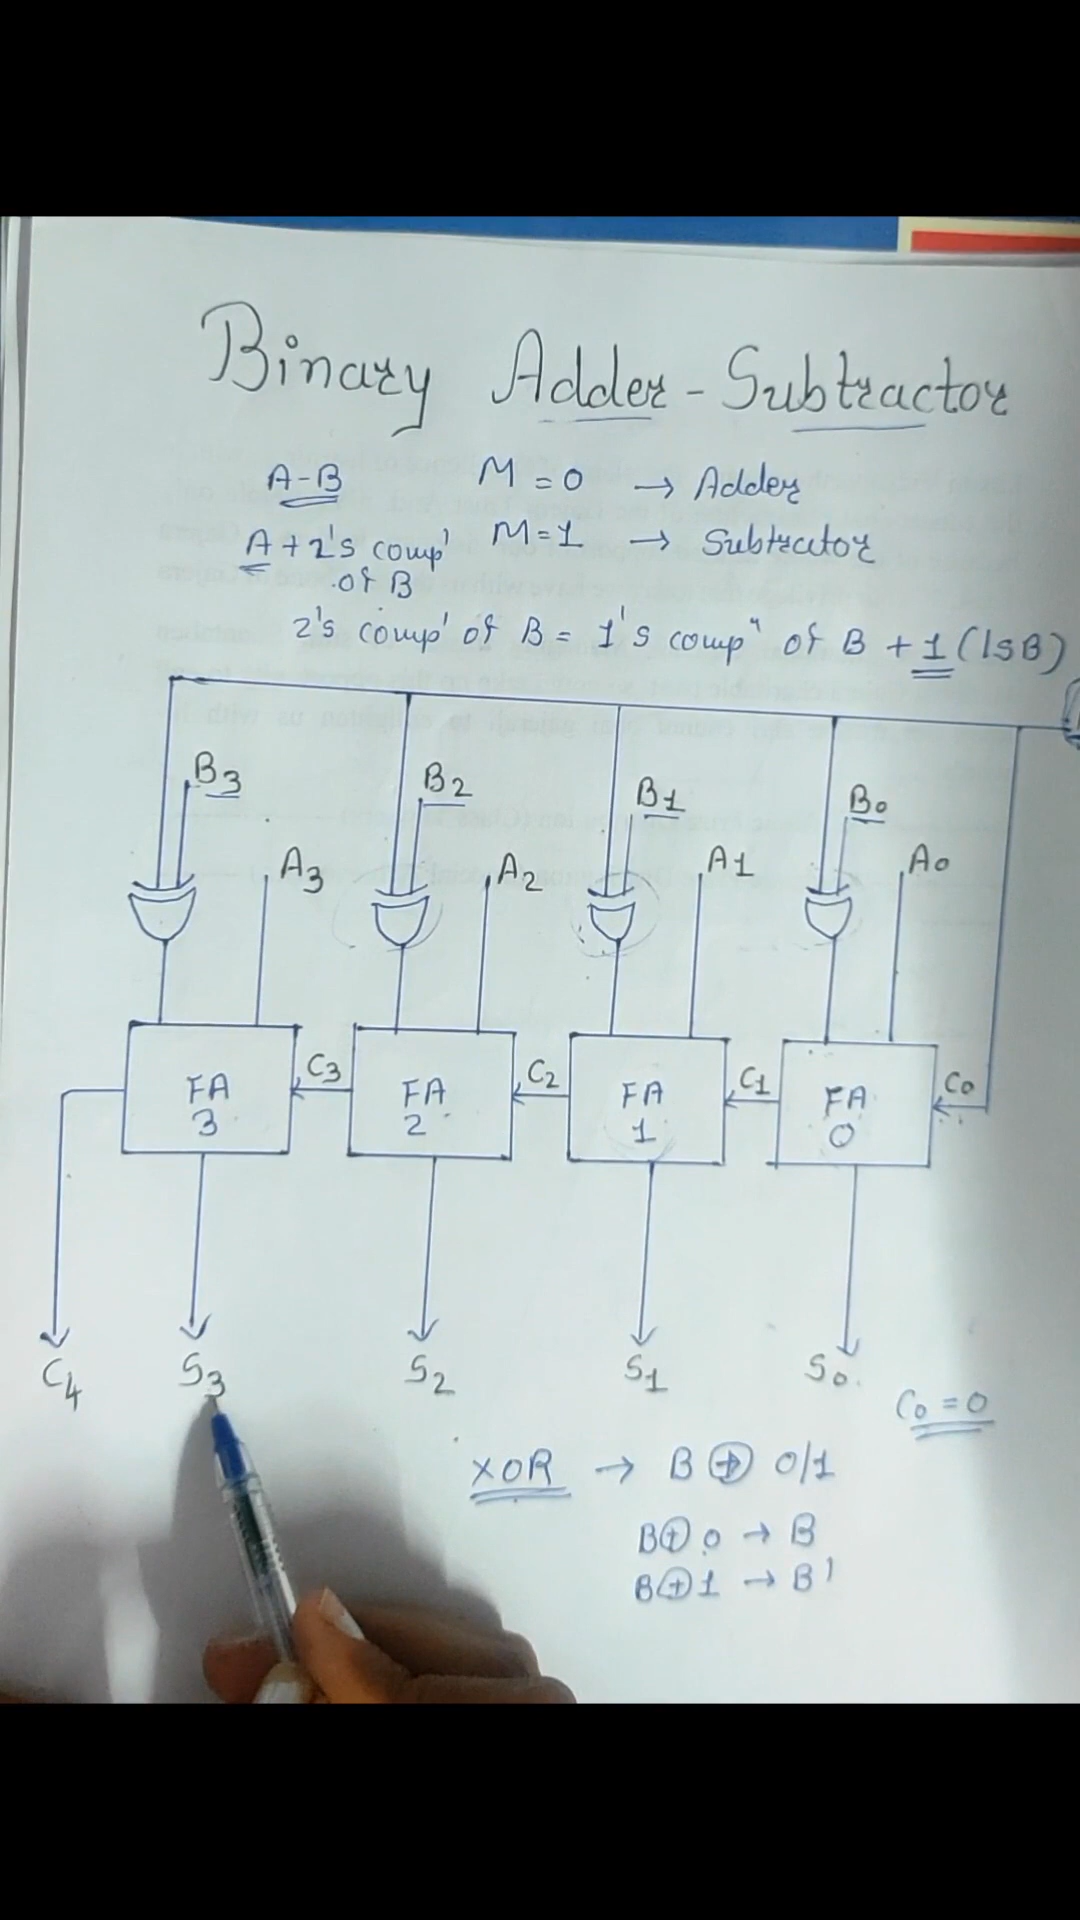 Binary Adder - Subtractor
A-B M = 0 → Adder
A + 2's comp' M = 1 → Subtrator
of B
2's comp' of B = 1's comp" of B + 1 (LSB)
B3 B2 B1 B0
A3 A2 A1 A0
C3 C2 C1 C0
FA 3 FA 2 FA 1 FA 0
C4 S3 S2 S1 S0
C0 = 0
XOR → B ⊕ 0/1
B ⊕ 0 → B
B ⊕ 1 → B'